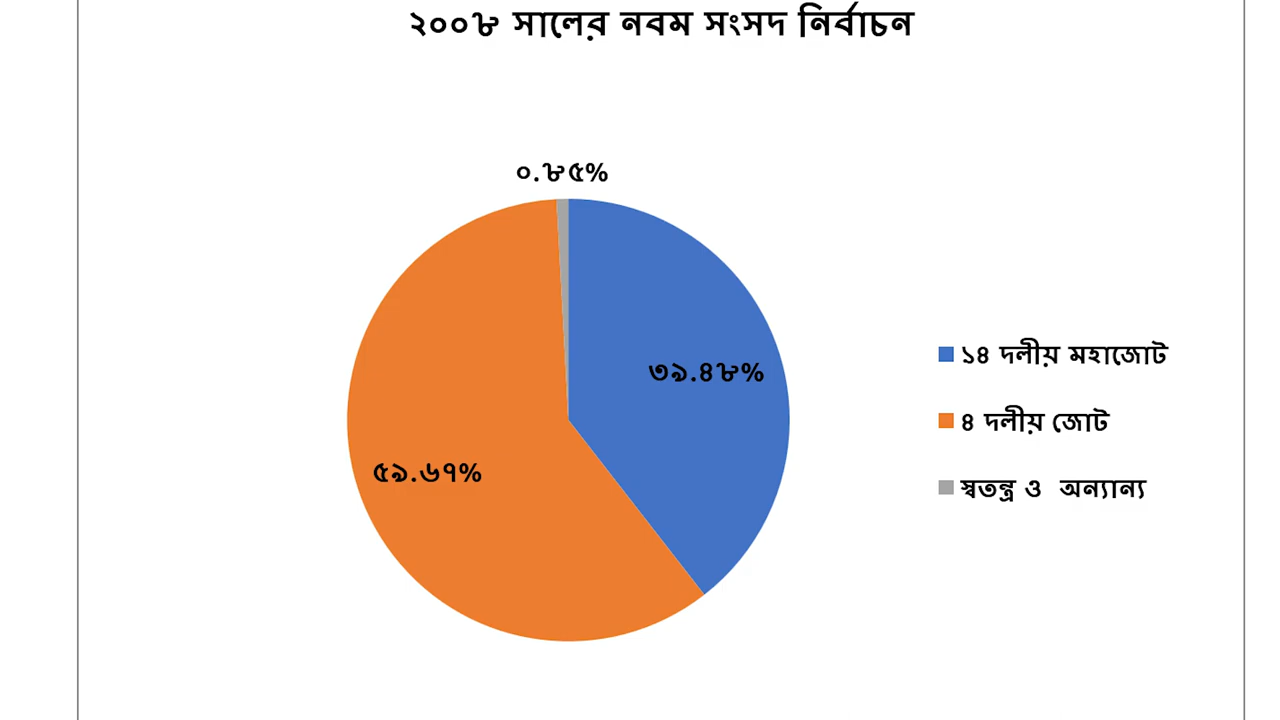 ২০০৮ সালের নবম সংসদ নির্বাচন
০.৮৫%
৩৯.৪৮%
৫৯.৬৭%
১৪ দলীয় মহাজোট
৪ দলীয় জোট
স্বতন্ত্র ও অন্যান্য